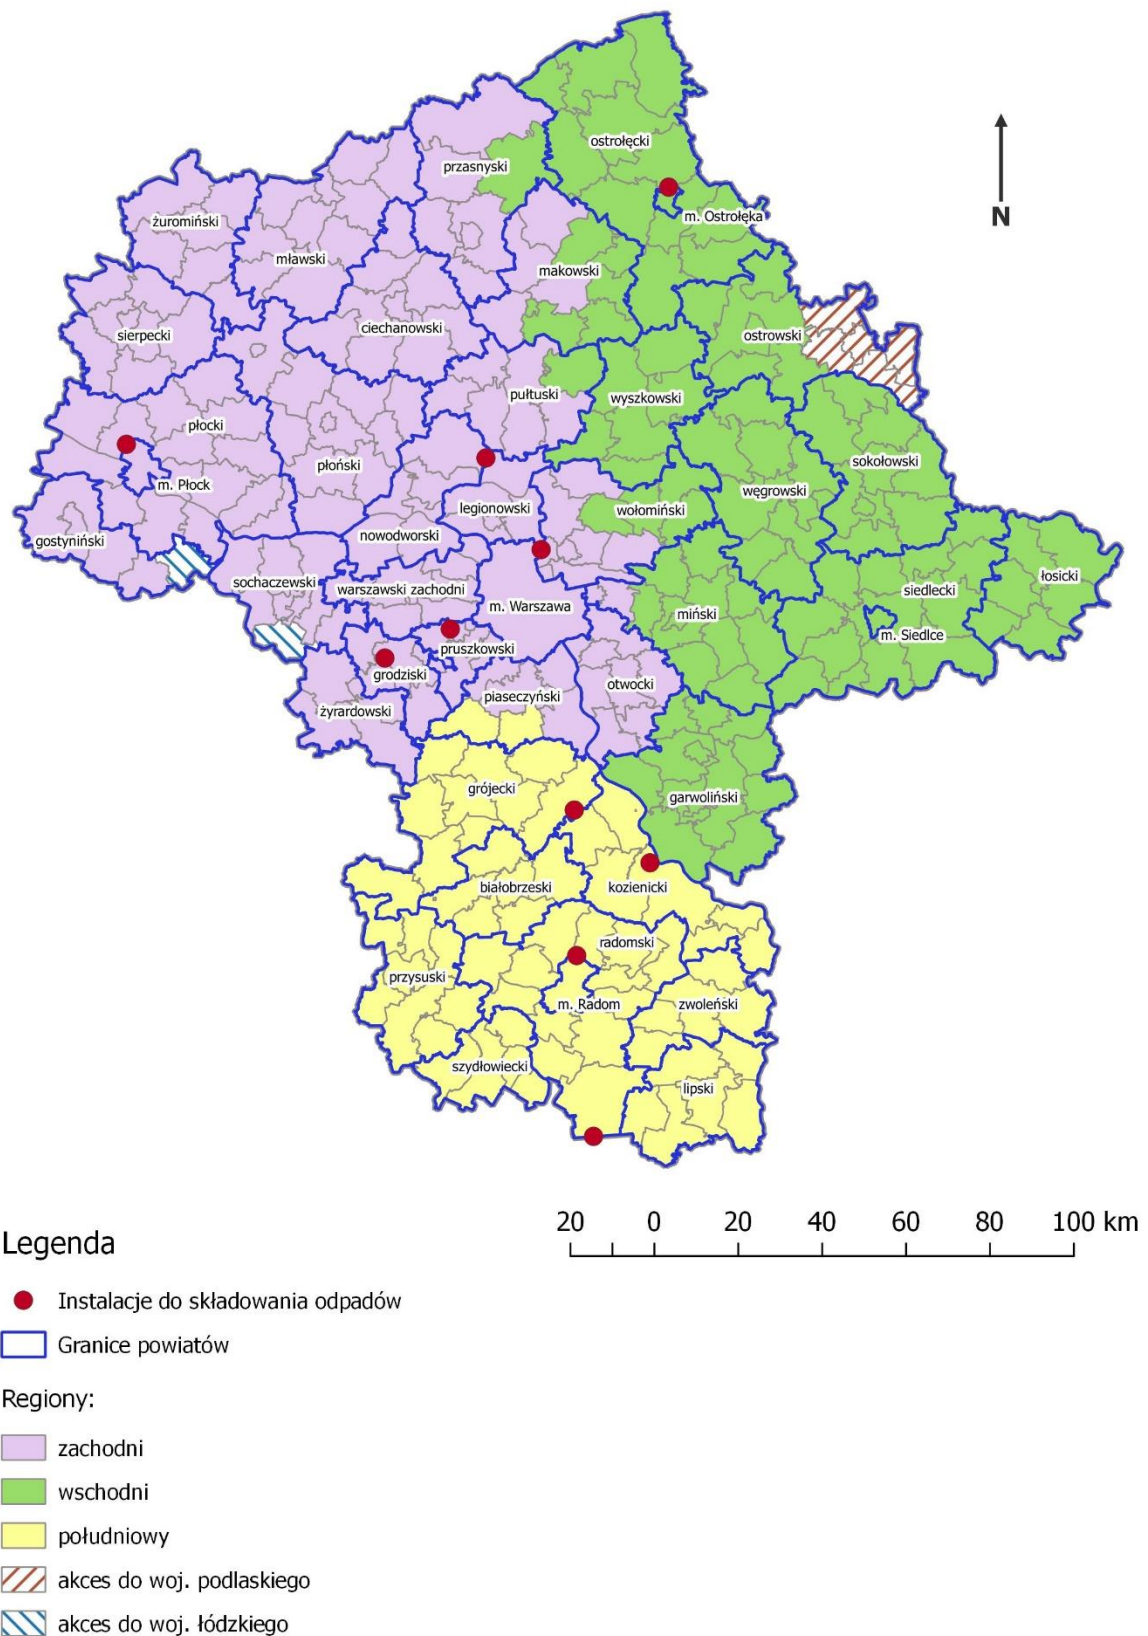 ostrołęcki
przasnyski
N
m. Ostrołęka
żuromiński
mławski
makowski
ciechanowski
sierpecki
ostrowski
pułtuski
wyszkowski
płocki
płoński
sokołowski
m. Płock
węgrowski
legionowski
wołomiński
nowodworski
gostyniński
sochaczewski
warszawski zachodni
łosicki
siedlecki
m. Warszawa
miński
m. Siedlce
pruszkowski
grodziski
otwocki
piaseczyński
żyrardowski
grójecki
garwoliński
białobrzeski
kozienicki
radomski
przysuski
m. Radom
zwoleński
szydłowiecki
lipski
20 0 20 40 60 80 100 km
Legenda
Instalacje do składowania odpadów
Granice powiatów
Regiony:
zachodni
wschodni
południowy
akces do woj. podlaskiego
akces do woj. łódzkiego